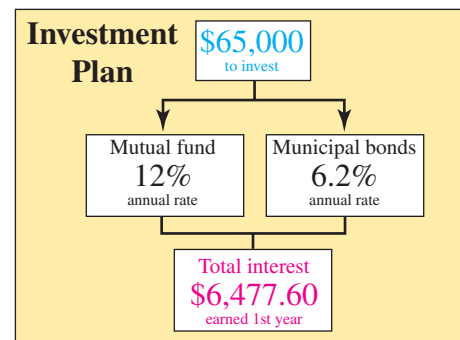 Investment
Plan
$65,000
to invest
Mutual fund
12%
annual rate
Municipal bonds
6.2%
annual rate
Total interest
$6,477.60
earned 1st year